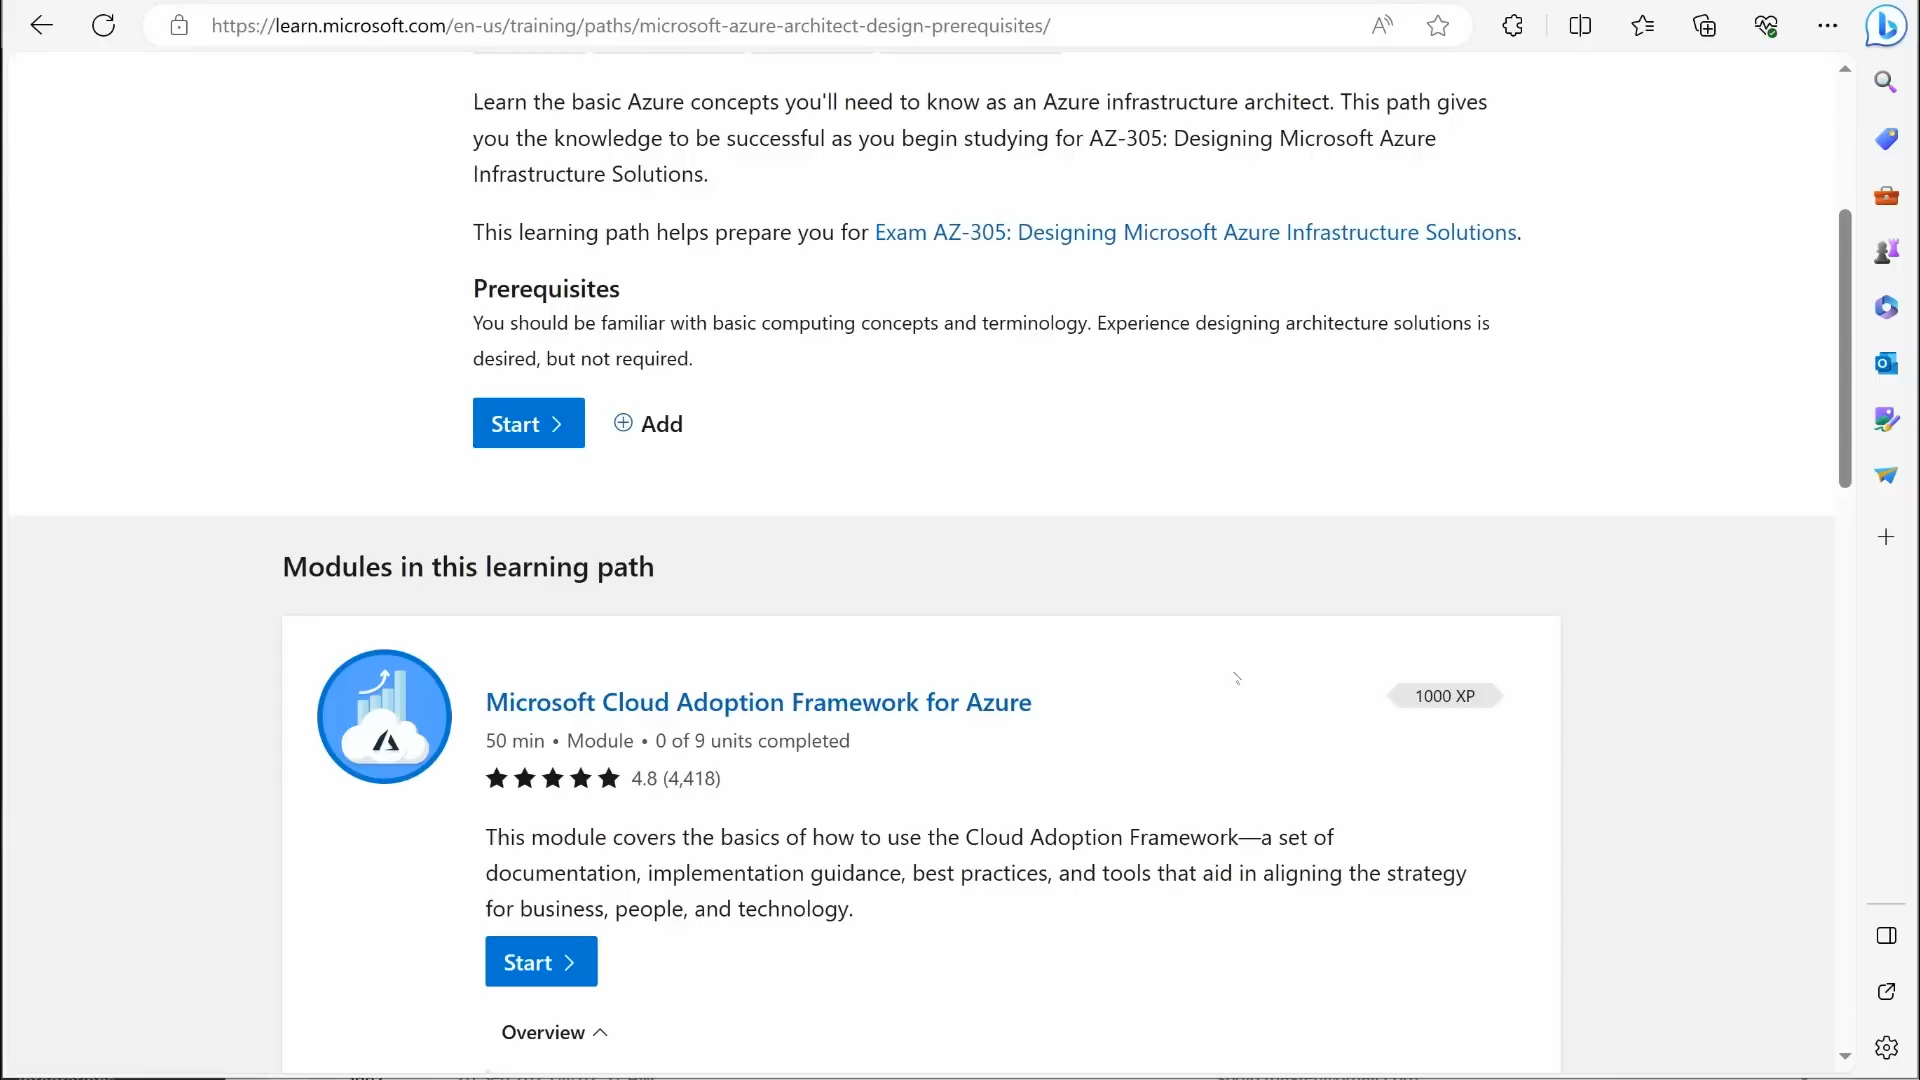 https://learn.microsoft.com/en-us/training/paths/microsoft-azure-architect-design-prerequisites/
Learn the basic Azure concepts you'll need to know as an Azure infrastructure architect. This path gives
you the knowledge to be successful as you begin studying for AZ-305: Designing Microsoft Azure
Infrastructure Solutions.
This learning path helps prepare you for Exam AZ-305: Designing Microsoft Azure Infrastructure Solutions.
Prerequisites
You should be familiar with basic computing concepts and terminology. Experience designing architecture solutions is
desired, but not required.
Start
Add
Modules in this learning path
Microsoft Cloud Adoption Framework for Azure
1000 XP
50 min • Module • 0 of 9 units completed
4.8 (4,418)
This module covers the basics of how to use the Cloud Adoption Framework—a set of
documentation, implementation guidance, best practices, and tools that aid in aligning the strategy
for business, people, and technology.
Start
Overview